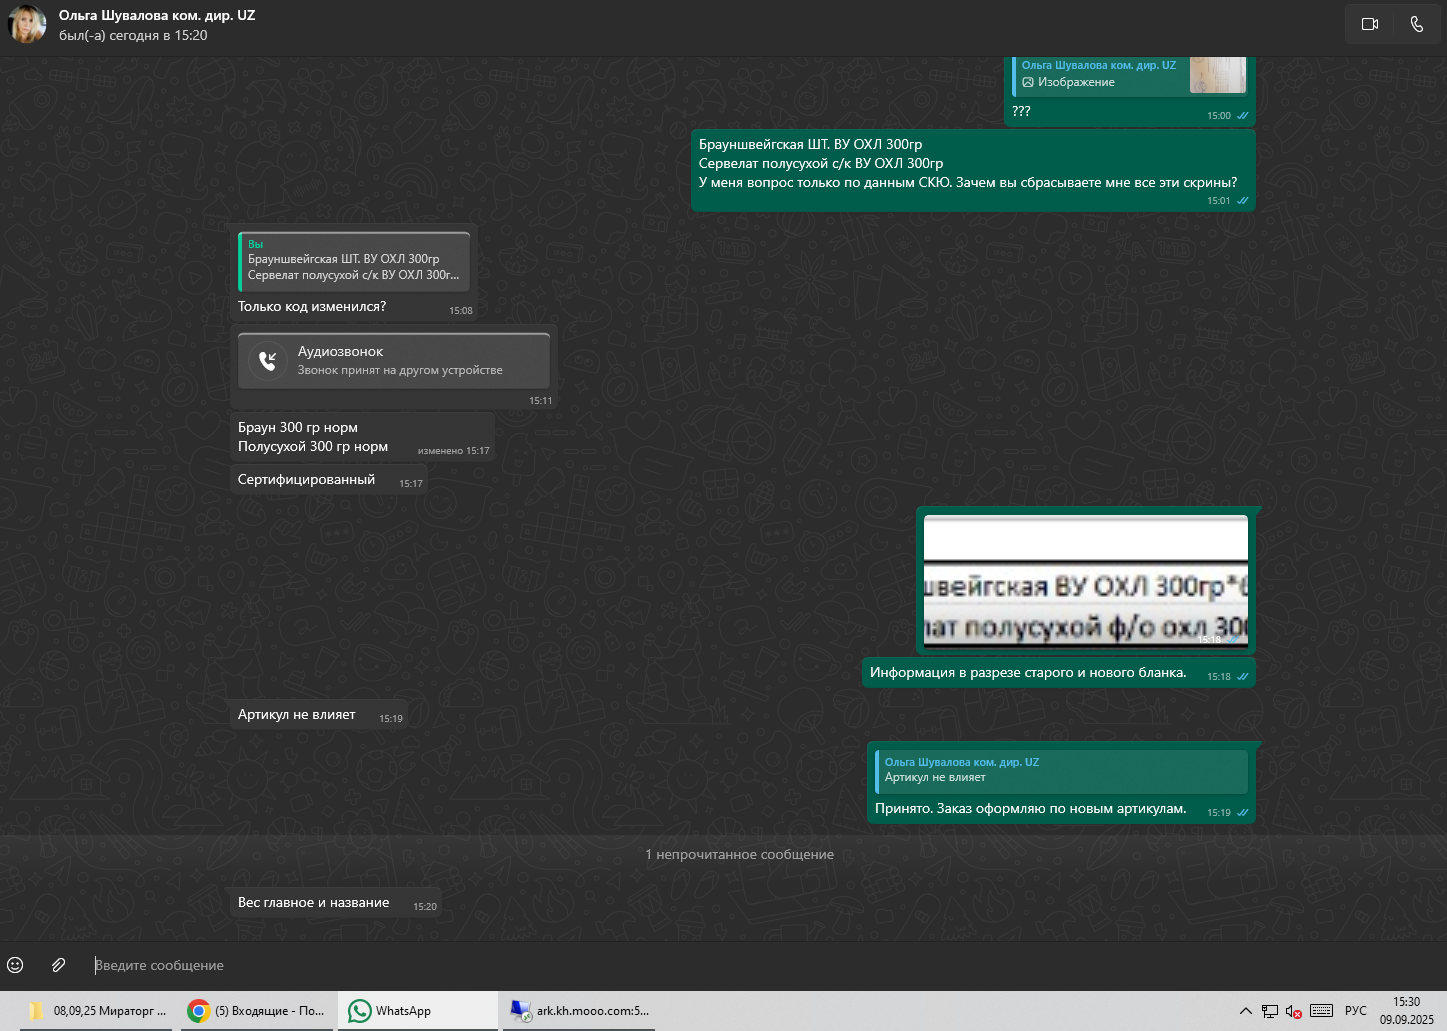 Ольга Шувалова ком. дир. UZ
был(-а) сегодня в 15:20
Ольга Шувалова ком. дир. UZ
Изображение
???
15:00
Брауншвейгская ШТ. ВУ ОХЛ 300гр
Сервелат полусухой с/к ВУ ОХЛ 300гр
У меня вопрос только по данным СКЮ. Зачем вы сбрасываете мне все эти скрины?
15:01
Вы
Брауншвейгская ШТ. ВУ ОХЛ 300гр
Сервелат полусухой с/к ВУ ОХЛ 300г...
Только код изменился?
15:08
Аудиозвонок
Звонок принят на другом устройстве
15:11
Браун 300 гр норм
Полусухой 300 гр норм
изменено 15:17
Сертифицированный
15:17
швейгская ВУ ОХЛ 300гр*6
лат полусухой ф/о охл 300
15:18
Информация в разрезе старого и нового бланка.
15:18
Артикул не влияет
15:19
Ольга Шувалова ком. дир. UZ
Артикул не влияет
Принято. Заказ оформляю по новым артикулам.
15:19
1 непрочитанное сообщение
Вес главное и название
15:20
Введите сообщение
08,09,25 Мираторг ...
(5) Входящие - По...
WhatsApp
ark.kh.mooo.com:5...
РУС
15:30
09.09.2025